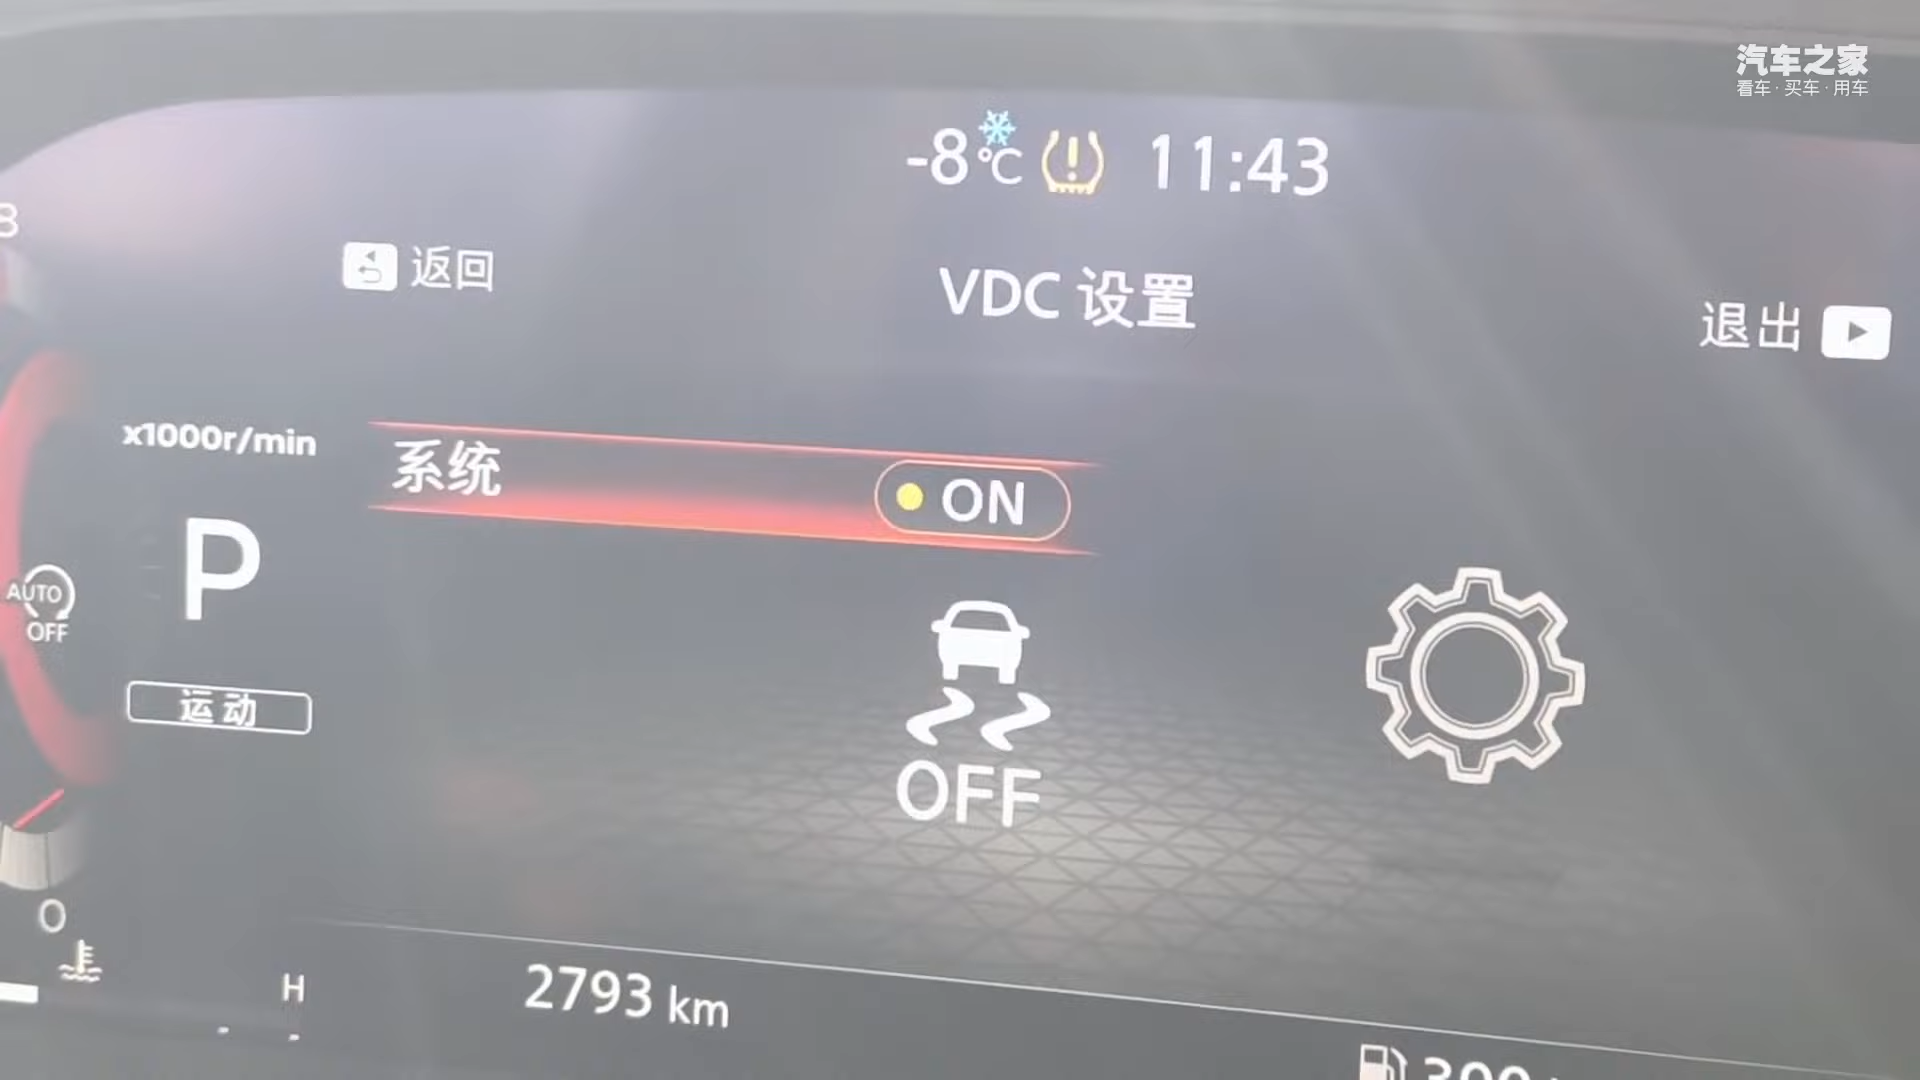 汽车之家
看车·买车·用车
-8°C 11:43
返回
VDC 设置
退出
x1000r/min
系统
ON
P
AUTO
OFF
运动
OFF
0
H
2793 km